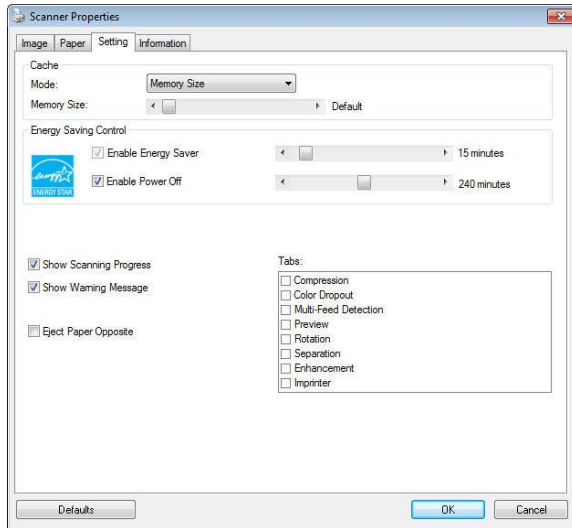 Scanner Properties
Image Paper Setting Information
Cache
Mode: Memory Size
Memory Size: Default
Energy Saving Control
Enable Energy Saver 15 minutes
energy
ENERGY STAR
Enable Power Off 240 minutes
Show Scanning Progress
Show Warning Message
Eject Paper Opposite
Tabs:
Compression
Color Dropout
Multi-Feed Detection
Preview
Rotation
Separation
Enhancement
Imprinter
Defaults OK Cancel